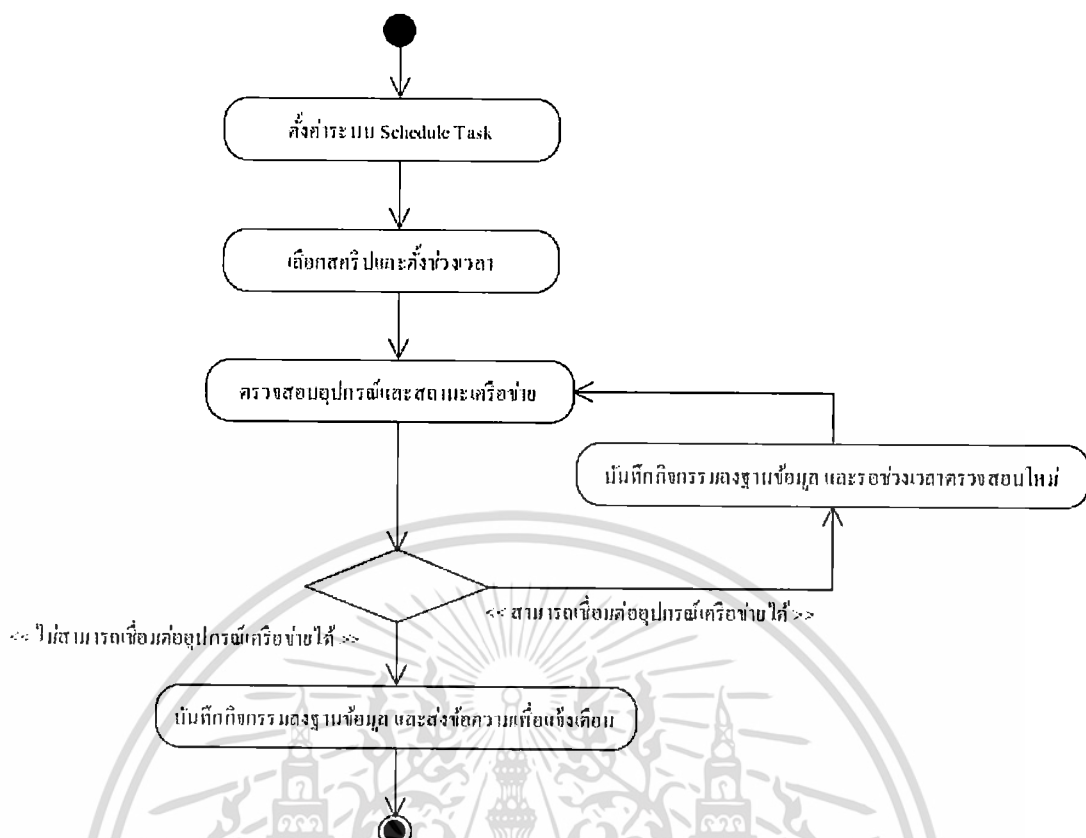 ตั้งค่าระบบ Schedule Task
เลือกสคริปและตั้งช่วงเวลา
ตรวจสอบอุปกรณ์และสถานะเครือข่าย
บันทึกกิจกรรมลงฐานข้อมูล และรอช่วงเวลาตรวจสอบใหม่
<< สามารถเชื่อมต่ออุปกรณ์เครือข่ายได้ >>
<< ไม่สามารถเชื่อมต่ออุปกรณ์เครือข่ายได้ >>
บันทึกกิจกรรมลงฐานข้อมูล และส่งข้อความเพื่อแจ้งเตือน